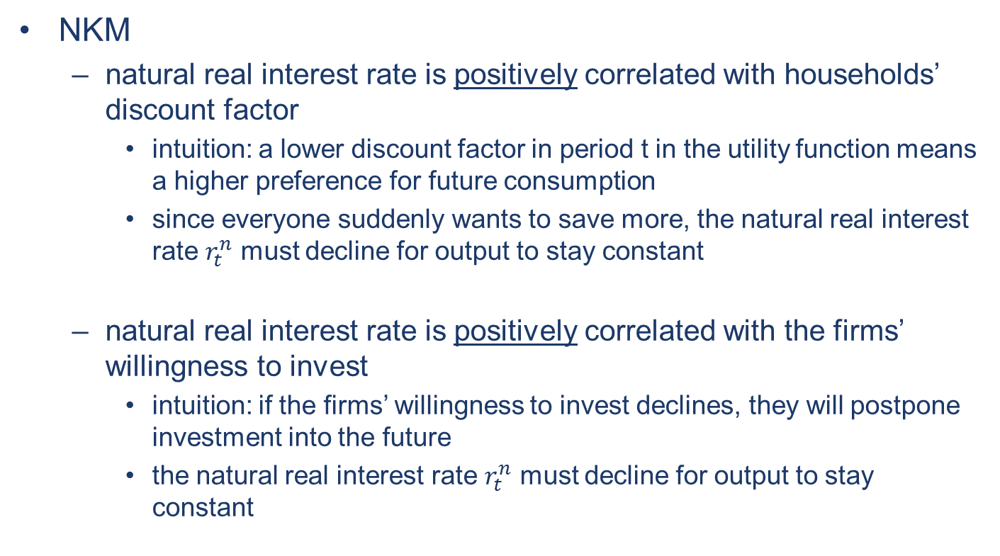 • NKM
– natural real interest rate is positively correlated with households’
discount factor
• intuition: a lower discount factor in period t in the utility function means
a higher preference for future consumption
• since everyone suddenly wants to save more, the natural real interest
rate $r_t^n$ must decline for output to stay constant
– natural real interest rate is positively correlated with the firms’
willingness to invest
• intuition: if the firms’ willingness to invest declines, they will postpone
investment into the future
• the natural real interest rate $r_t^n$ must decline for output to stay
constant